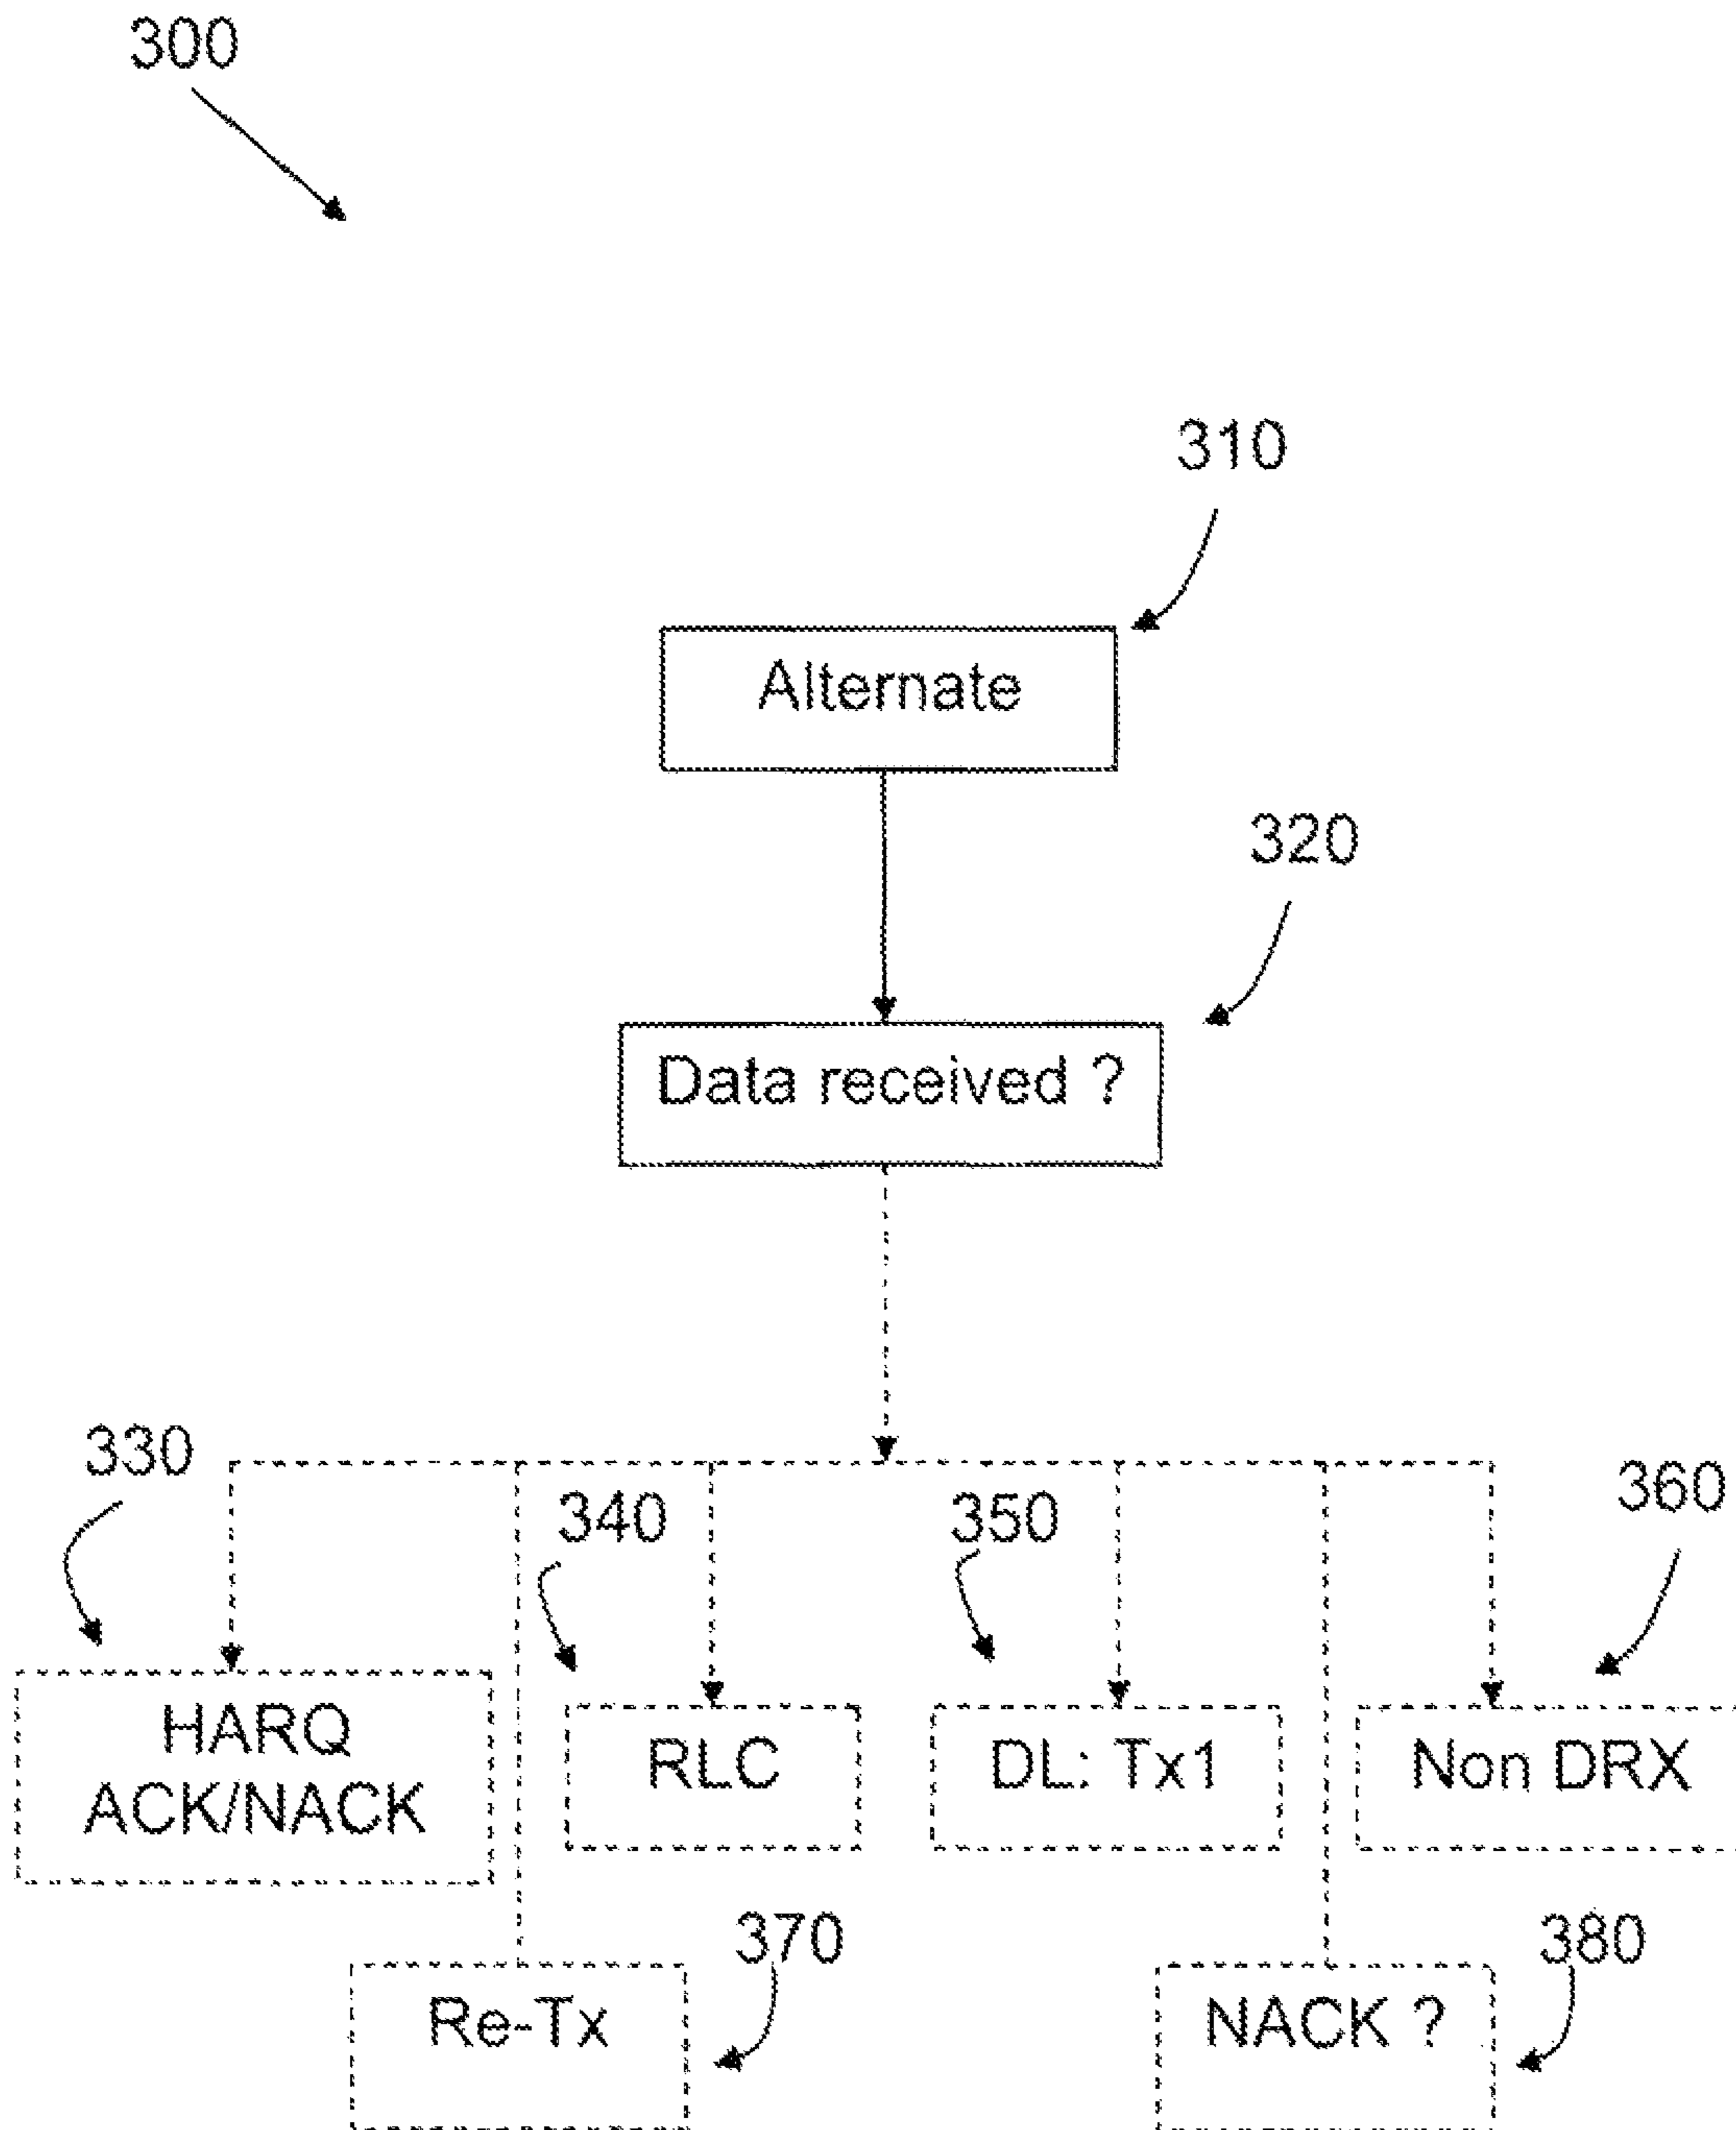 300
310
Alternate
320
Data received ?
330
340
350
360
HARQ
ACK/NACK
RLC
DL: Tx1
Non DRX
370
380
Re-Tx
NACK ?